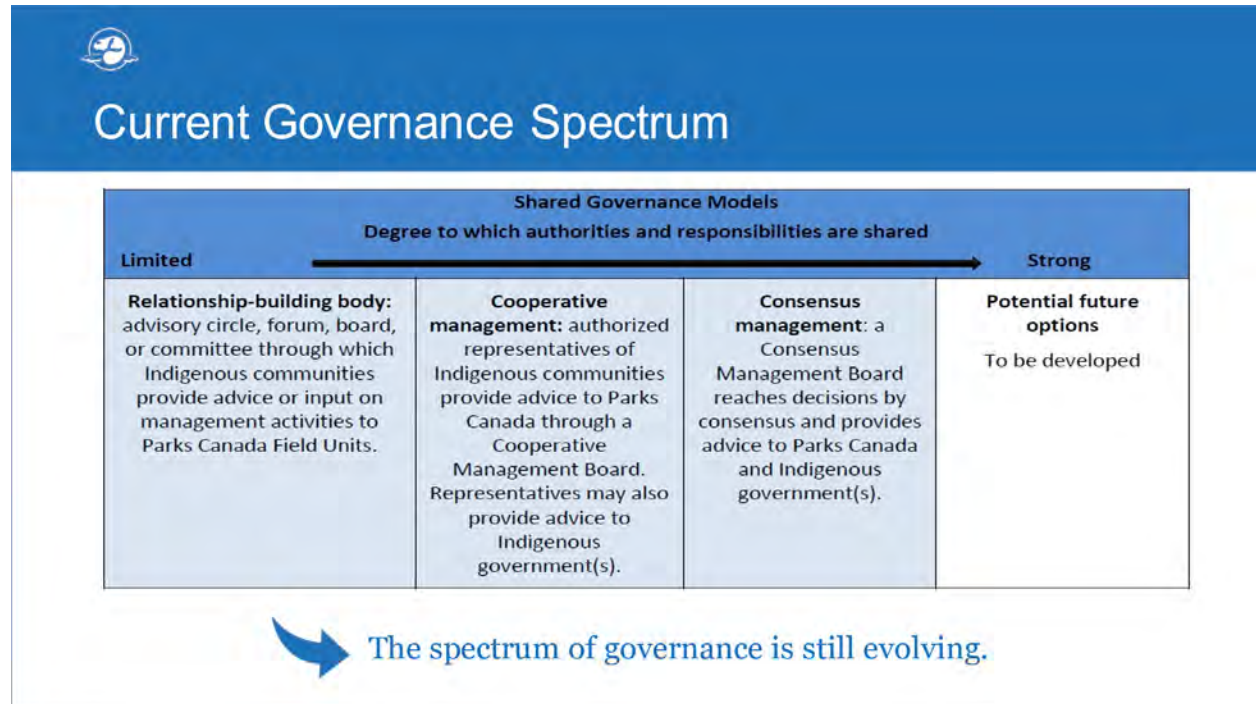 Current Governance Spectrum
Shared Governance Models
Degree to which authorities and responsibilities are shared
Limited
Strong
Relationship-building body:
advisory circle, forum, board,
or committee through which
Indigenous communities
provide advice or input on
management activities to
Parks Canada Field Units.
Cooperative
management: authorized
representatives of
Indigenous communities
provide advice to Parks
Canada through a
Cooperative
Management Board.
Representatives may also
provide advice to
Indigenous
government(s).
Consensus
management: a
Consensus
Management Board
reaches decisions by
consensus and provides
advice to Parks Canada
and Indigenous
government(s).
Potential future
options
To be developed
The spectrum of governance is still evolving.